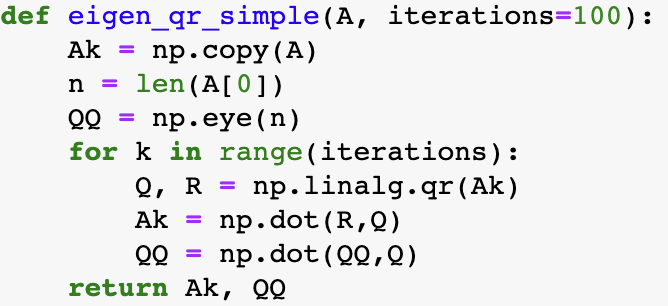 def eigen_qr_simple(A, iterations=100):
    Ak = np.copy(A)
    n = len(A[0])
    QQ = np.eye(n)
    for k in range(iterations):
        Q, R = np.linalg.qr(Ak)
        Ak = np.dot(R,Q)
        QQ = np.dot(QQ,Q)
    return Ak, QQ